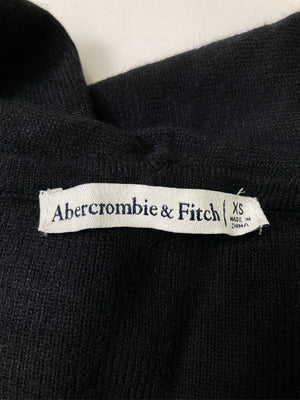 Abercrombie & Fitch
XS
MADE IN
CHINA